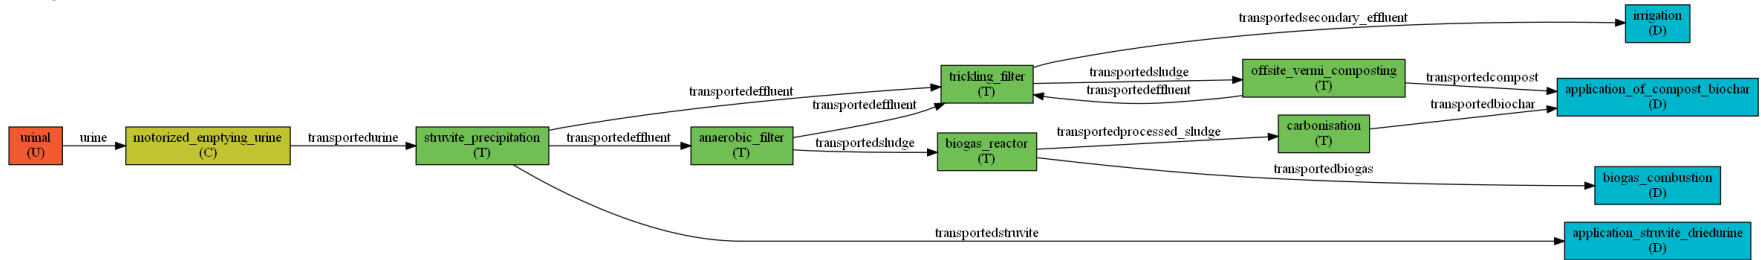 urinal
(U)
urine
motorized_emptying_urine
(C)
transportedurine
struvite_precipitation
(T)
transportedeffluent
transportedeffluent
transportedstruvite
anaerobic_filter
(T)
transportedeffluent
transportedsludge
trickling_filter
(T)
biogas_reactor
(T)
transportedsecondary_effluent
transportedsludge
transportedeffluent
transportedprocessed_sludge
transportedbiogas
offsite_vermi_composting
(T)
carbonisation
(T)
transportedcompost
transportedbiochar
irrigation
(D)
application_of_compost_biochar
(D)
biogas_combustion
(D)
application_struvite_driedurine
(D)